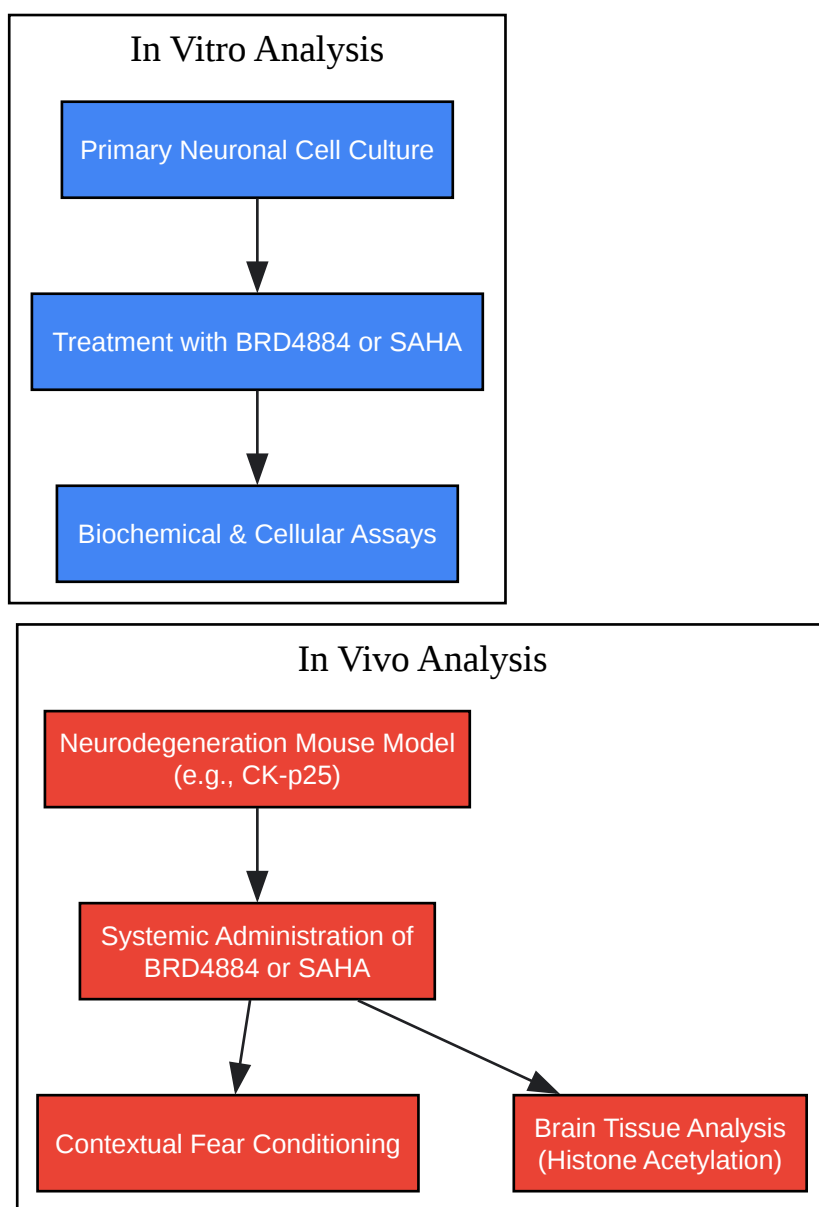 In Vitro Analysis
Primary Neuronal Cell Culture
Treatment with BRD4884 or SAHA
Biochemical & Cellular Assays
In Vivo Analysis
Neurodegeneration Mouse Model
(e.g., CK-p25)
Systemic Administration of
BRD4884 or SAHA
Contextual Fear Conditioning
Brain Tissue Analysis
(Histone Acetylation)